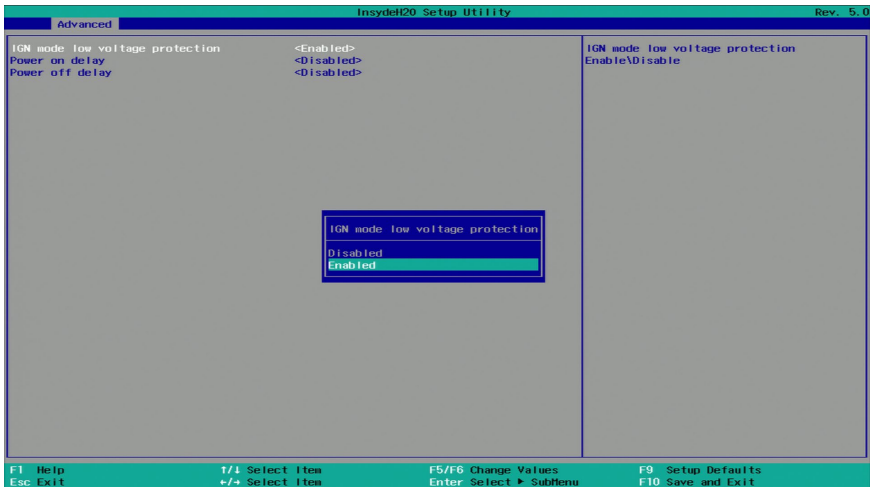 InsydeH20 Setup Utility Rev. 5.0
Advanced
IGN mode low voltage protection <Enabled> IGN mode low voltage protection
Power on delay <Disabled> Enable\Disable
Power off delay <Disabled>
IGN mode low voltage protection
Disabled
Enabled
F1 Help ↑/↓ Select Item F5/F6 Change Values F9 Setup Defaults
Esc Exit ←/→ Select Item Enter Select ► SubMenu F10 Save and Exit